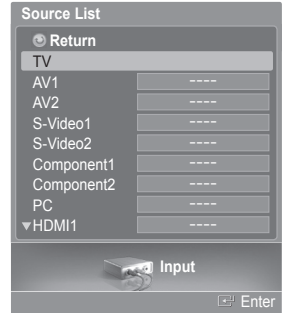 Source List
Return
TV
AV1 ----
AV2 ----
S-Video1 ----
S-Video2 ----
Component1 ----
Component2 ----
PC ----
▼HDMI1 ----
Input
Enter